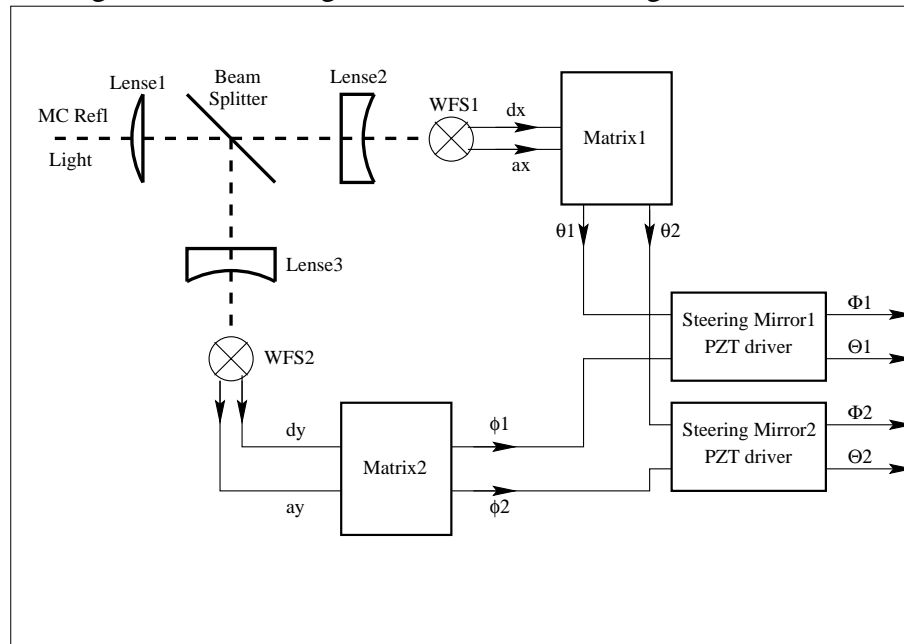 Lense1
Beam
Splitter
Lense2
MC Refl
Light
WFS1
dx
ax
Matrix1
θ1
θ2
Lense3
Steering Mirror1
PZT driver
Φ1
Θ1
WFS2
dy
ay
Matrix2
ϕ1
ϕ2
Steering Mirror2
PZT driver
Φ2
Θ2